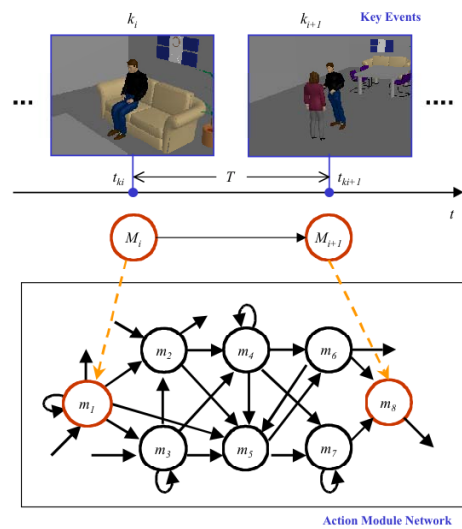 k_i k_{i+1} Key Events
... ....
t_{ki} T t_{ki+1}
t
M_i M_{i+1}
m_2 m_4 m_6
m_1 m_8
m_3 m_5 m_7
Action Module Network